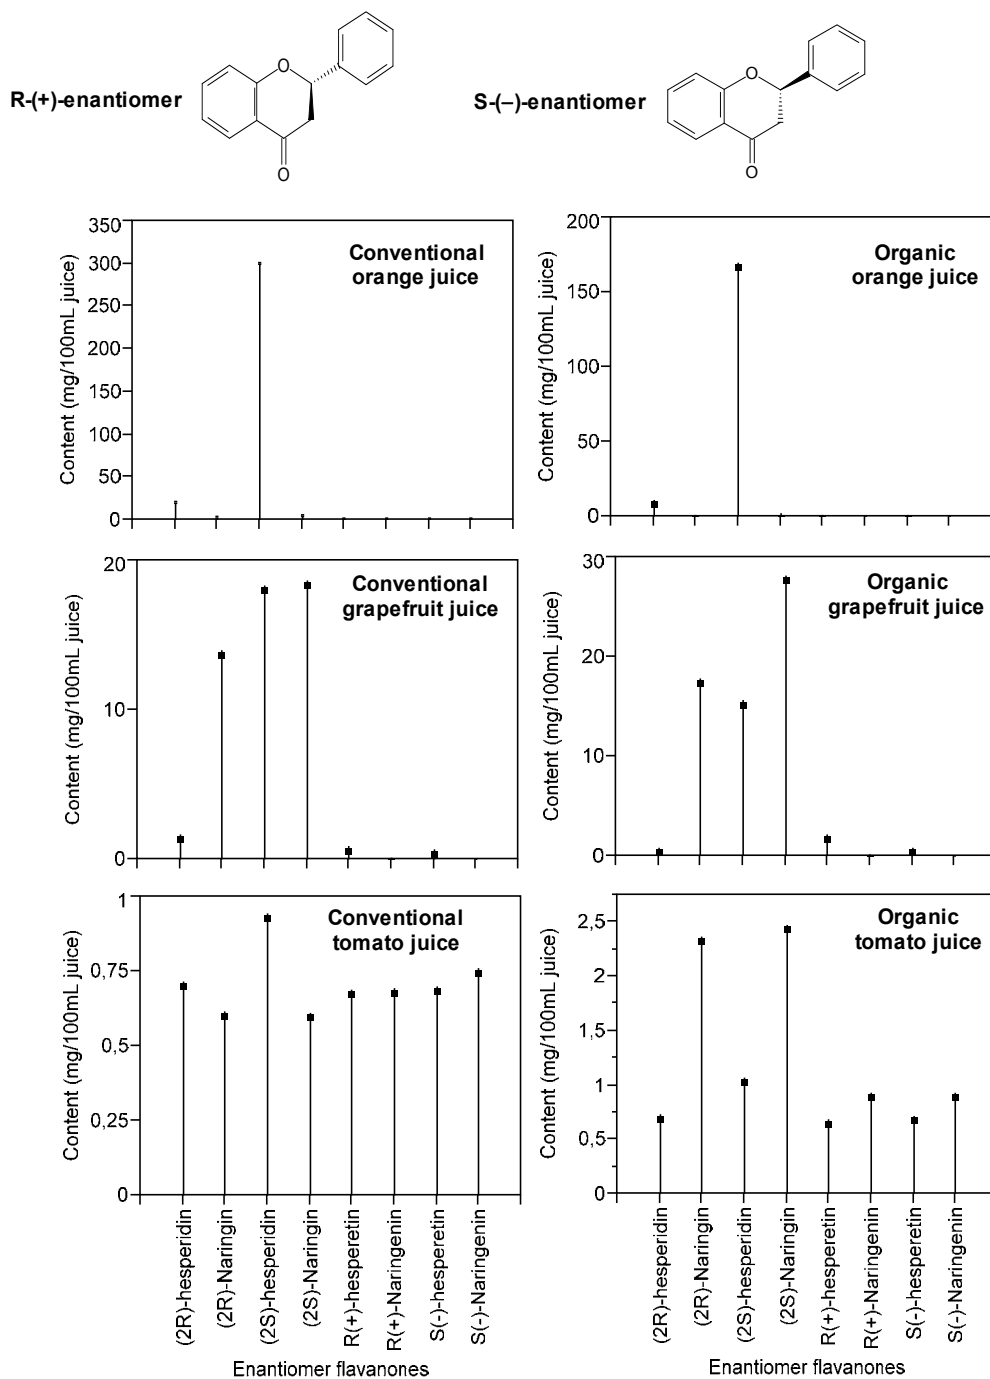 R-(+)-enantiomer
O
O
S-(–)-enantiomer
O
O
Content (mg/100mL juice)
350
300
250
200
150
100
50
0
Conventional
orange juice
Content (mg/100mL juice)
200
150
100
50
0
Organic
orange juice
Content (mg/100mL juice)
20
10
0
Conventional
grapefruit juice
Content (mg/100mL juice)
30
20
10
0
Organic
grapefruit juice
Content (mg/100mL juice)
1
0,75
0,5
0,25
0
Conventional
tomato juice
(2R)-hesperidin
(2R)-Naringin
(2S)-hesperidin
(2S)-Naringin
R(+)-hesperetin
R(+)-Naringenin
S(-)-hesperetin
S(-)-Naringenin
Enantiomer flavanones
Content (mg/100mL juice)
2,5
2
1,5
1
0,5
0
Organic
tomato juice
(2R)-hesperidin
(2R)-Naringin
(2S)-hesperidin
(2S)-Naringin
R(+)-hesperetin
R(+)-Naringenin
S(-)-hesperetin
S(-)-Naringenin
Enantiomer flavanones